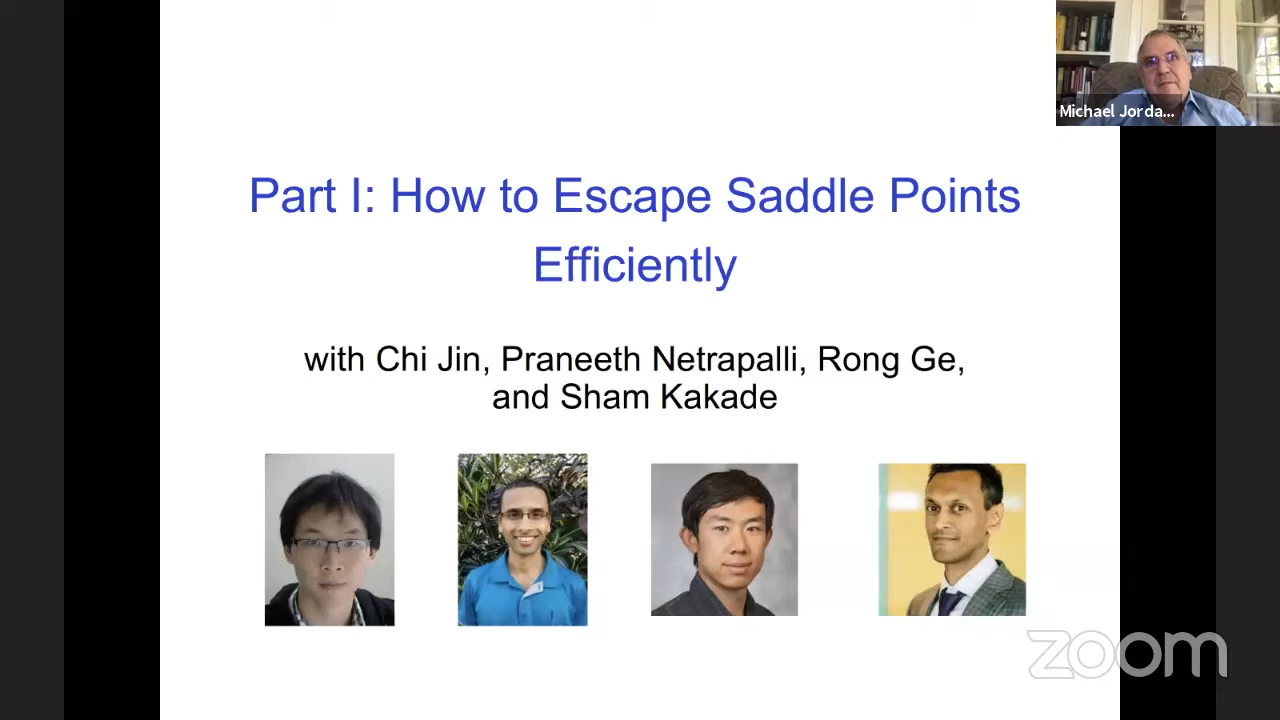 Michael Jorda...
Part I: How to Escape Saddle Points
Efficiently
with Chi Jin, Praneeth Netrapalli, Rong Ge,
and Sham Kakade
zoom